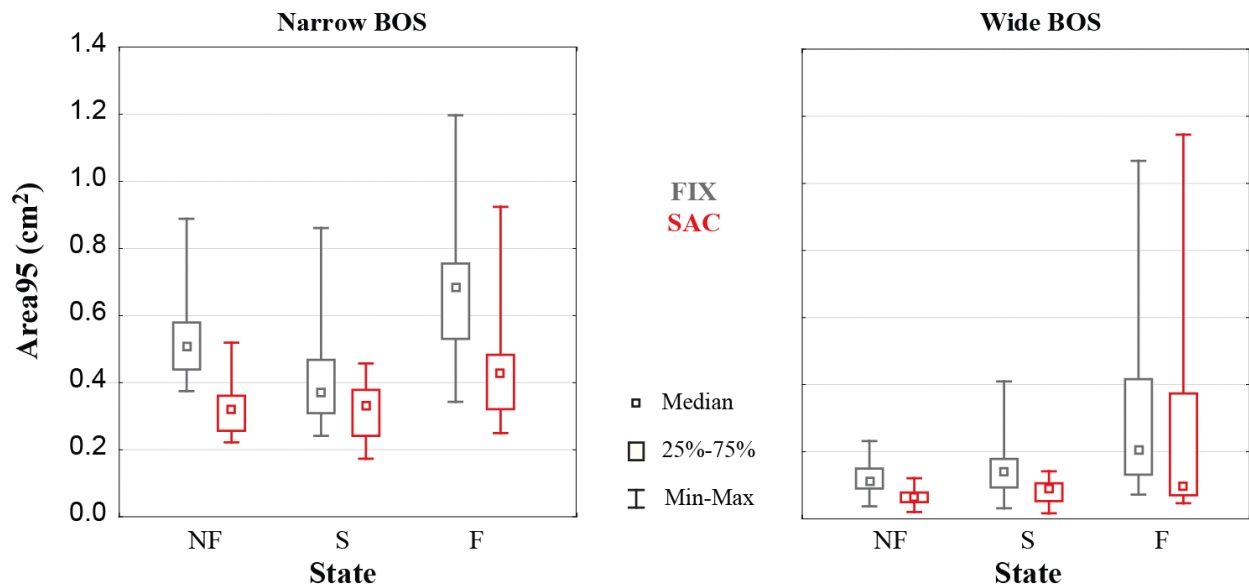 Narrow BOS
Wide BOS
1.4
1.2
1.0
0.8
0.6
0.4
0.2
0.0
Area95 (cm²)
FIX
SAC
Median
25%-75%
Min-Max
NF S F
State
NF S F
State